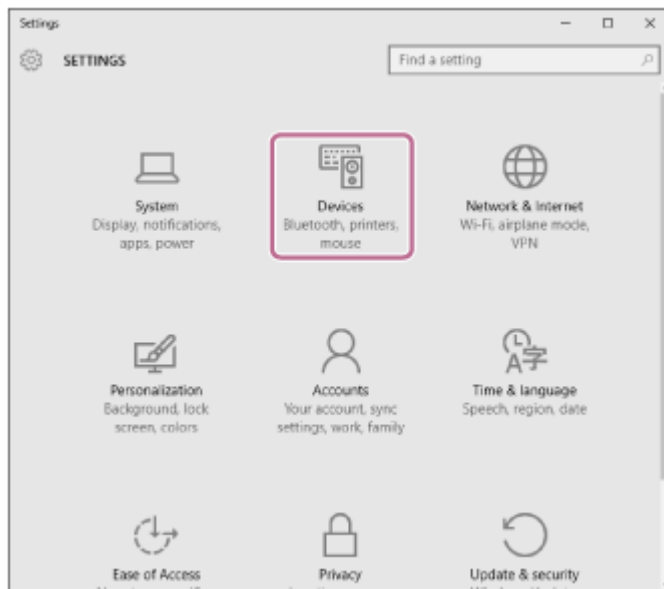 Settings
SETTINGS
Find a setting
System
Display, notifications,
apps, power
Devices
Bluetooth, printers,
mouse
Network & Internet
Wi-Fi, airplane mode,
VPN
Personalization
Background, lock
screen, colors
Accounts
Your account, sync
settings, work, family
Time & language
Speech, region, date
A字
Ease of Access
Privacy
Update & security